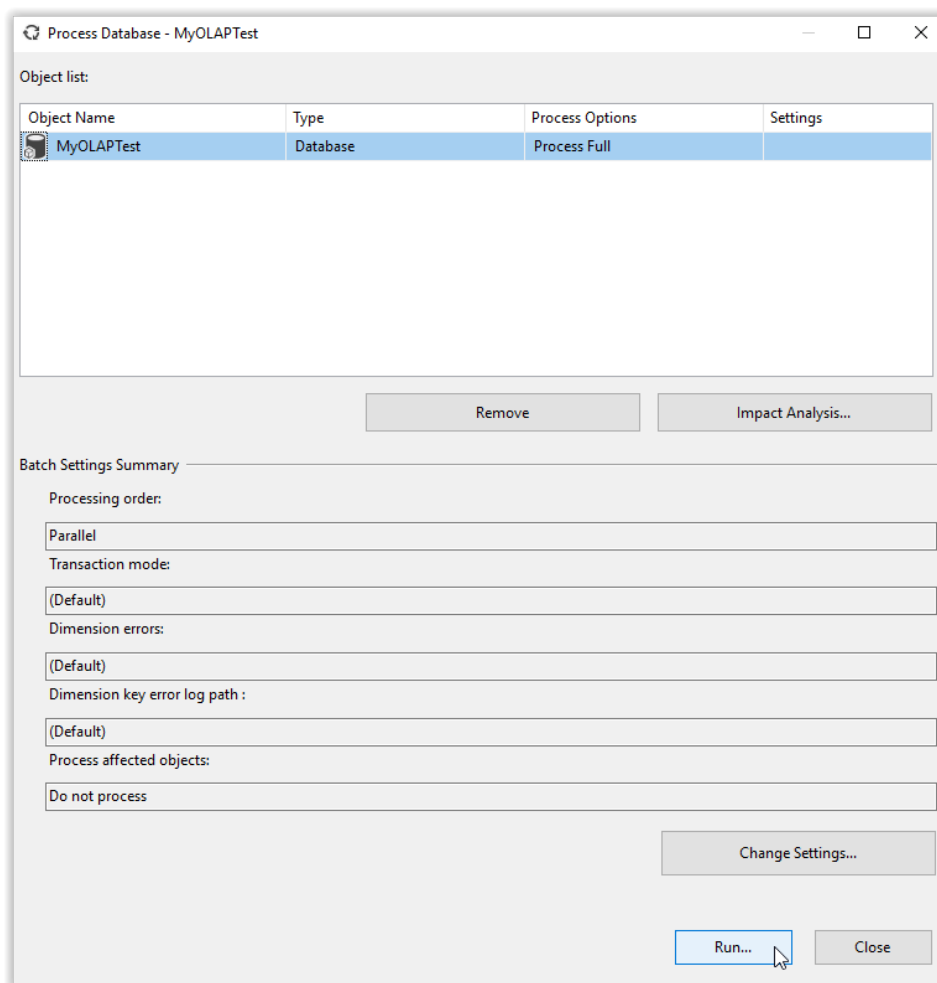 Process Database - MyOLAPTest
Object list:
Object Name Type Process Options Settings
MyOLAPTest Database Process Full
Remove Impact Analysis...
Batch Settings Summary
Processing order:
Parallel
Transaction mode:
(Default)
Dimension errors:
(Default)
Dimension key error log path :
(Default)
Process affected objects:
Do not process
Change Settings...
Run... Close